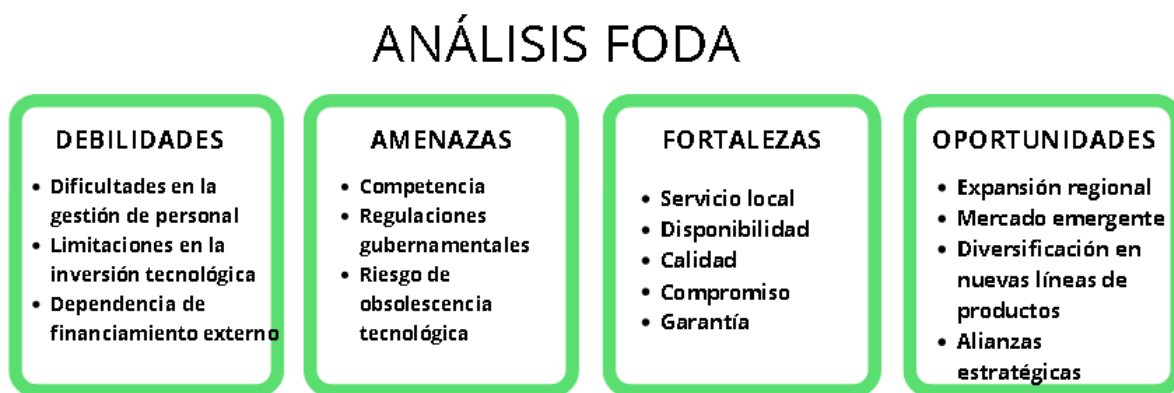 ANÁLISIS FODA
DEBILIDADES
• Dificultades en la
gestión de personal
• Limitaciones en la
inversión tecnológica
• Dependencia de
financiamiento externo
AMENAZAS
• Competencia
• Regulaciones
gubernamentales
• Riesgo de
obsolescencia
tecnológica
FORTALEZAS
• Servicio local
• Disponibilidad
• Calidad
• Compromiso
• Garantía
OPORTUNIDADES
• Expansión regional
• Mercado emergente
• Diversificación en
nuevas líneas de
productos
• Alianzas
estratégicas